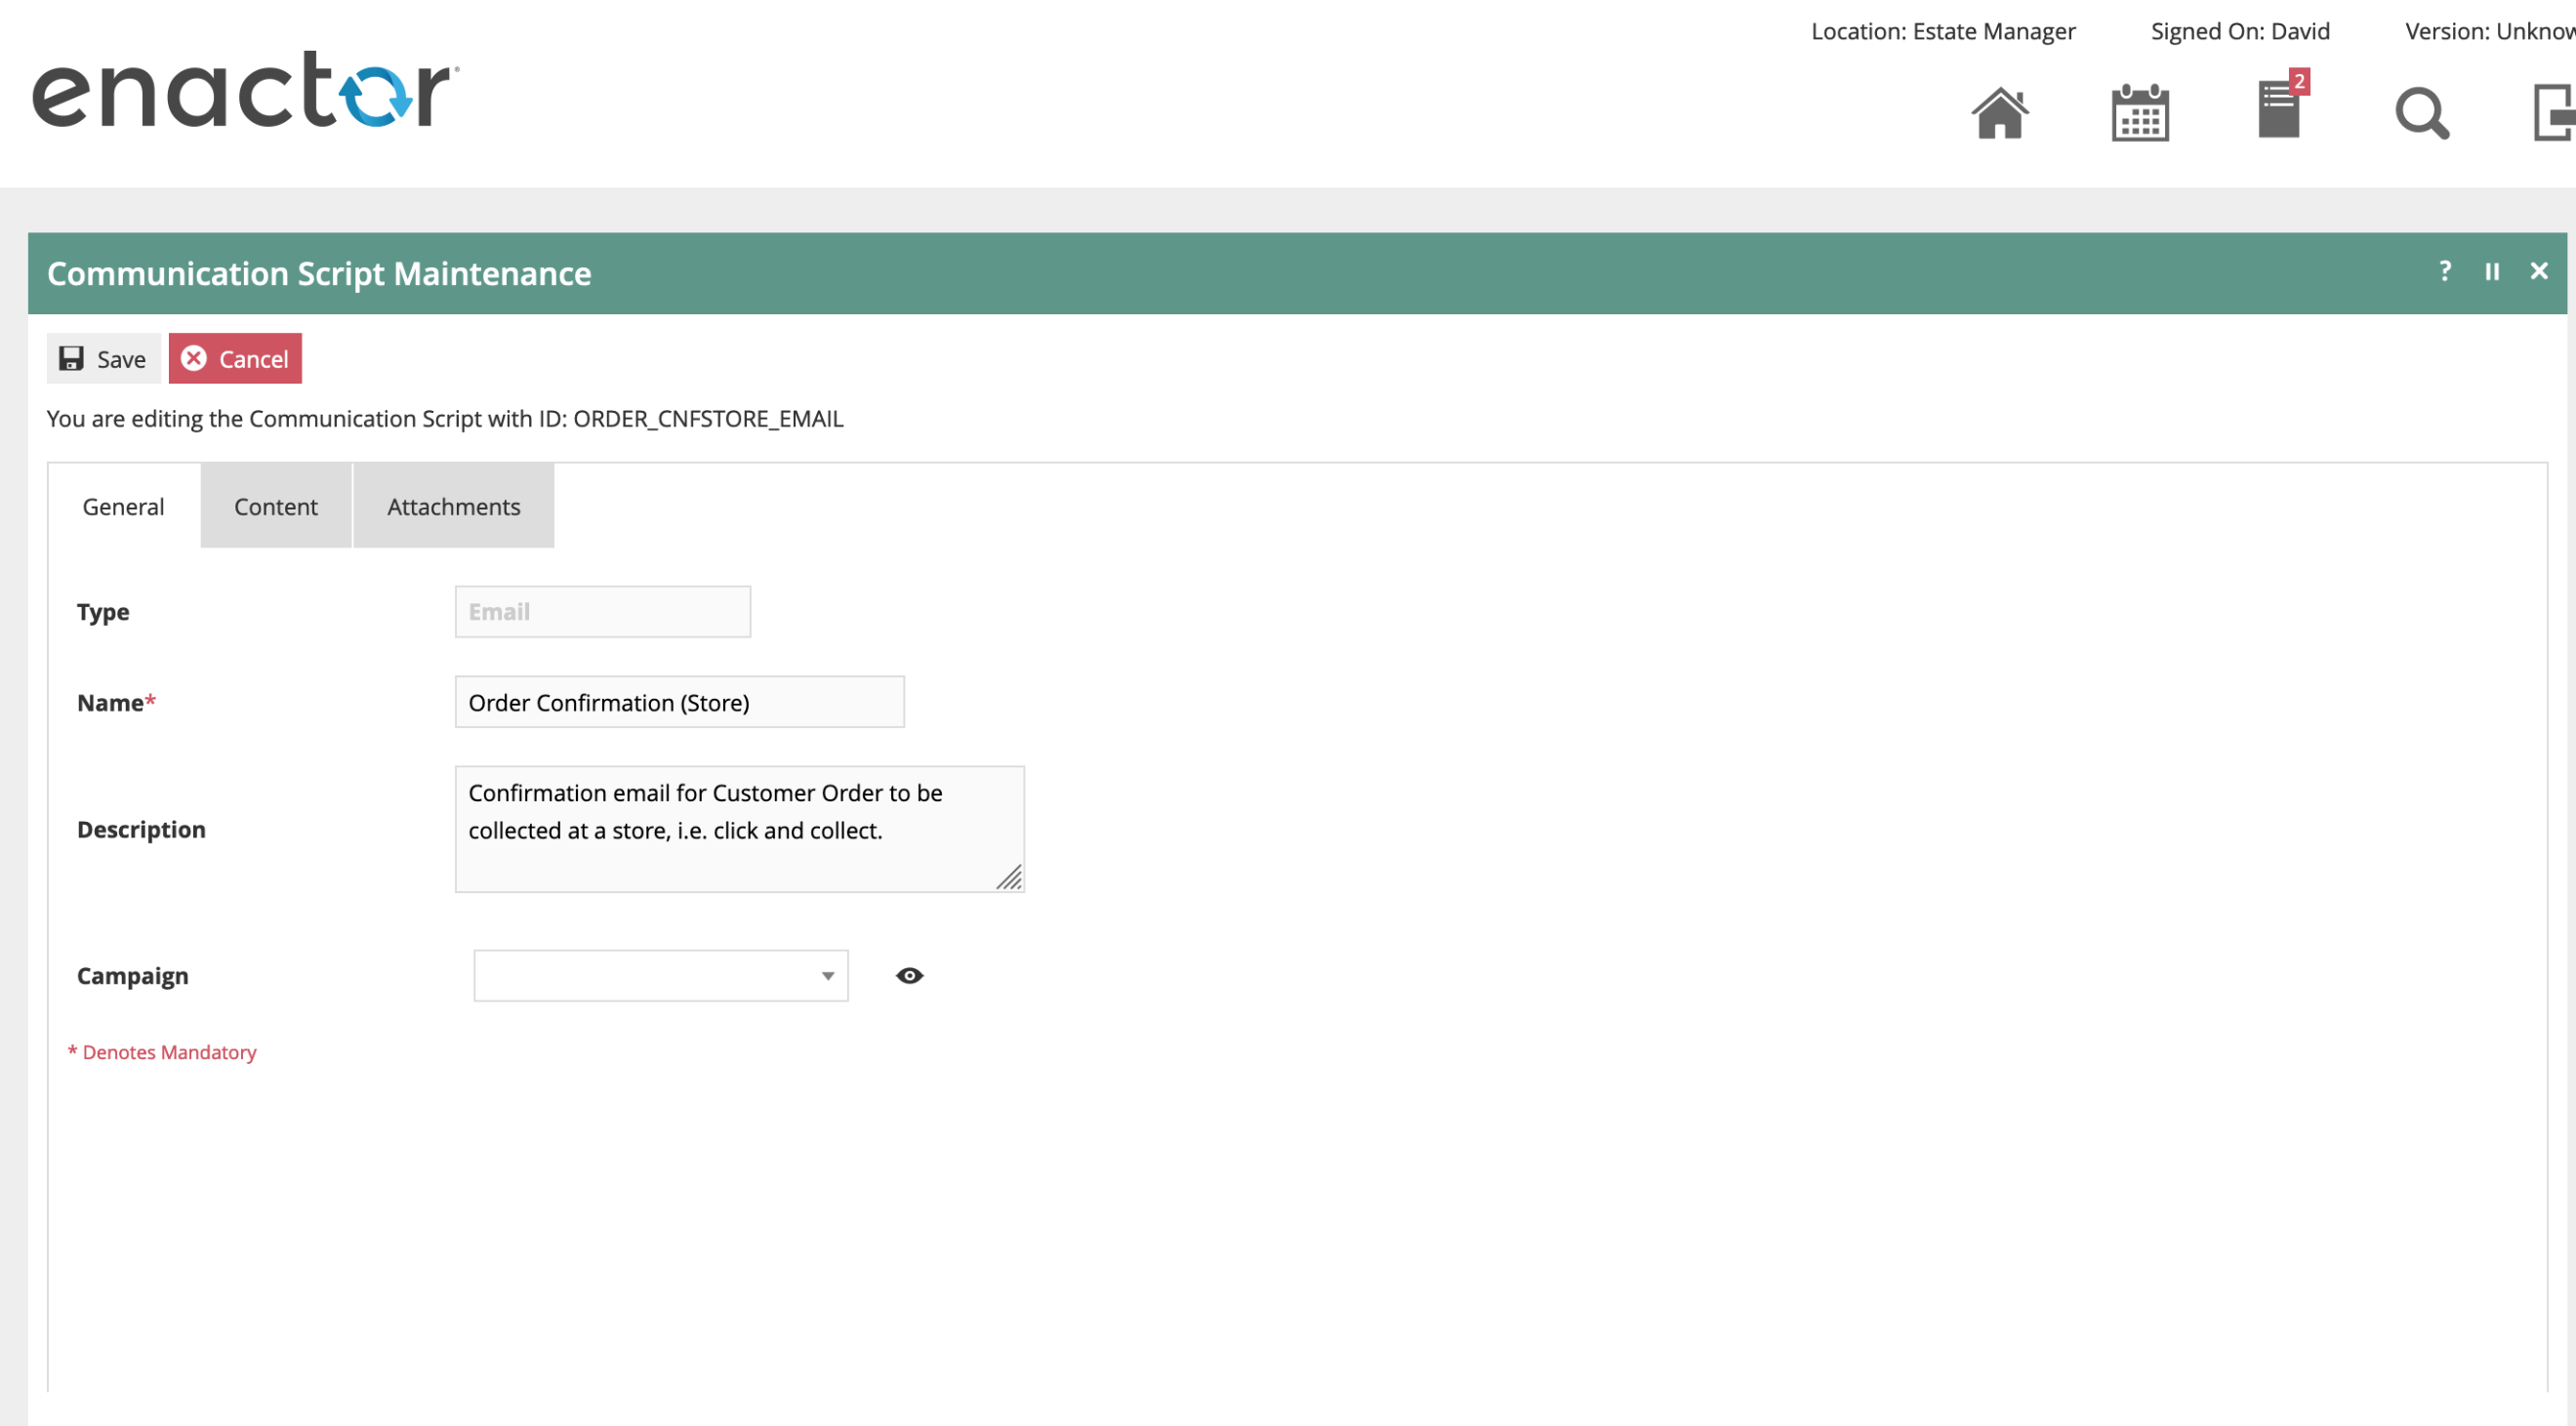 Location: Estate Manager Signed On: David Version: Unknow
enactor
2
Communication Script Maintenance
Save Cancel
You are editing the Communication Script with ID: ORDER_CNFSTORE_EMAIL
General Content Attachments
Type Email
Name* Order Confirmation (Store)
Description Confirmation email for Customer Order to be
collected at a store, i.e. click and collect.
Campaign
* Denotes Mandatory